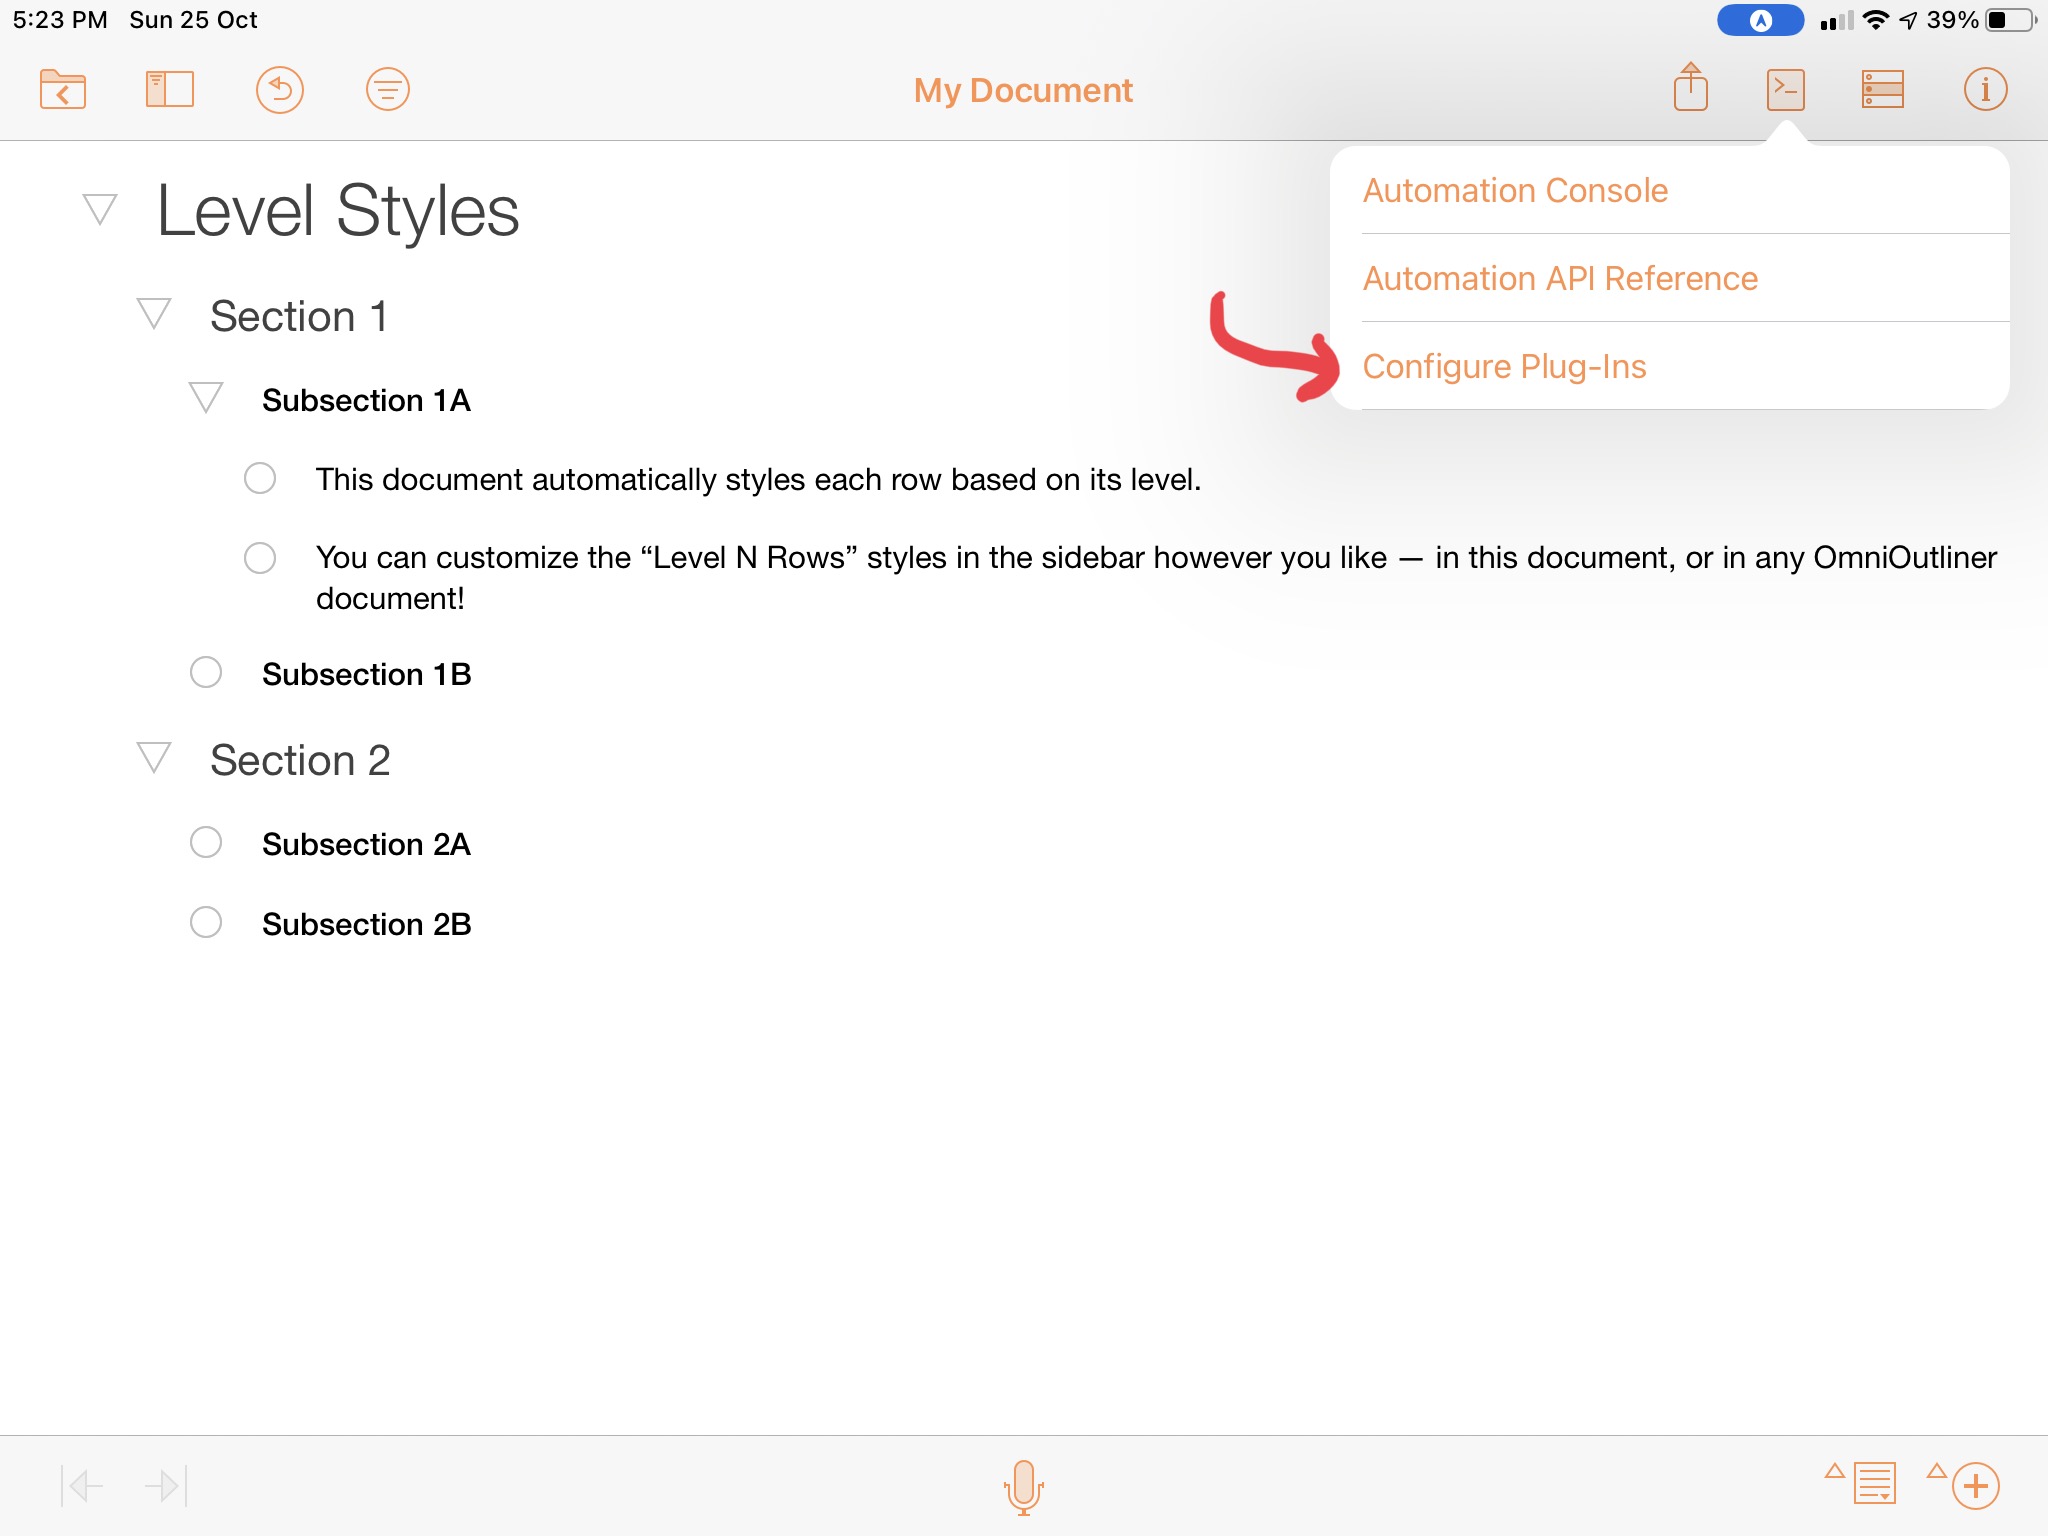 5:23 PM Sun 25 Oct
39%
My Document
Automation Console
Automation API Reference
Configure Plug-Ins
Level Styles
Section 1
Subsection 1A
This document automatically styles each row based on its level.
You can customize the “Level N Rows” styles in the sidebar however you like — in this document, or in any OmniOutliner
document!
Subsection 1B
Section 2
Subsection 2A
Subsection 2B